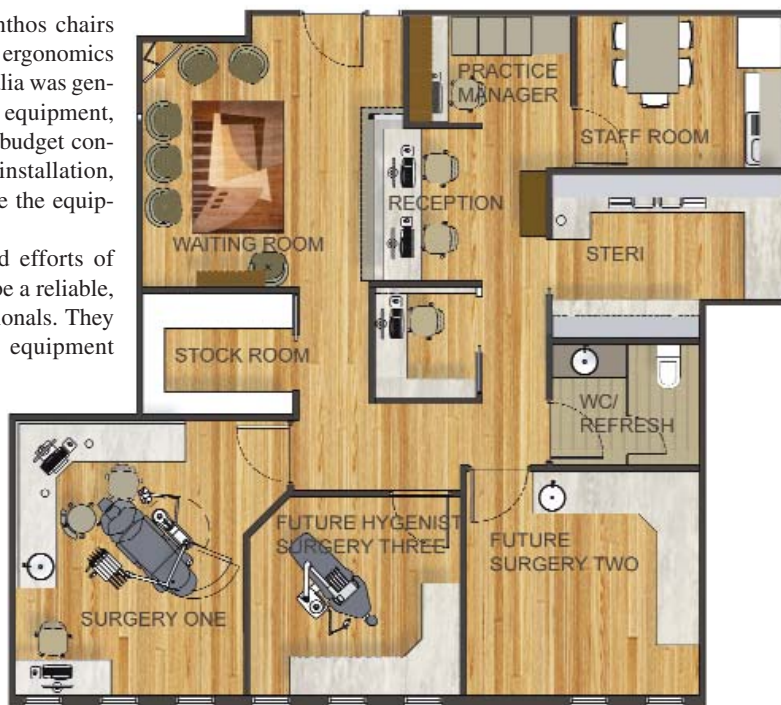 nthos chairs
ergonomics
lia was gen-
equipment,
budget con-
installation,
e the equip-
d efforts of
be a reliable,
ionals. They
equipment
PRACTICE
MANAGER
STAFF ROOM
RECEPTION
WAITING ROOM
STERI
STOCK ROOM
WC/
REFRESH
FUTURE HYGENIST
SURGERY THREE
FUTURE
SURGERY TWO
SURGERY ONE